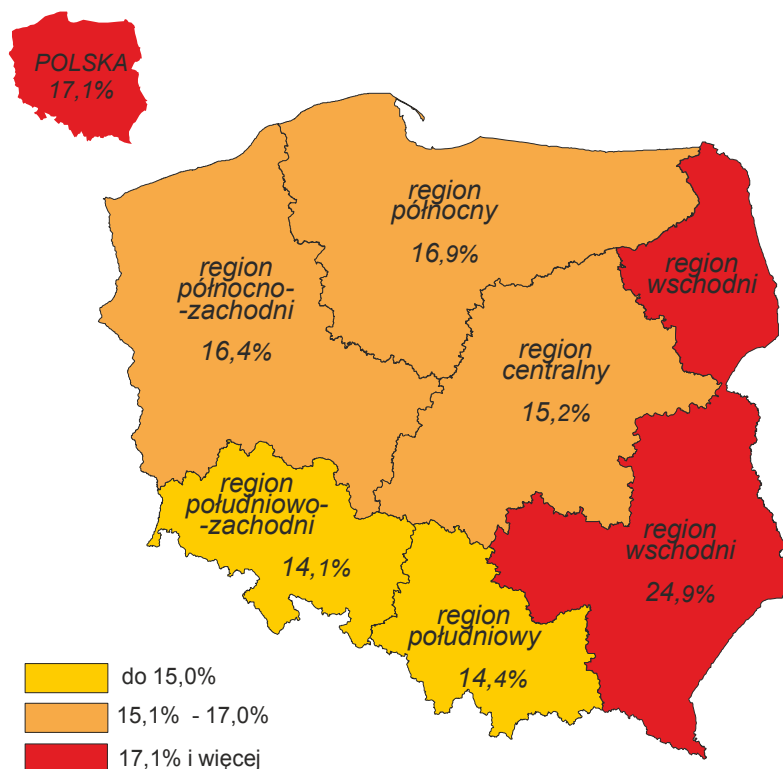 POLSKA
17,1%
region
północny
16,9%
region
wschodni
region
północno-
-zachodni
16,4%
region
centralny
15,2%
region
południowo-
-zachodni
14,1%
region
wschodni
24,9%
region
południowy
14,4%
do 15,0%
15,1% - 17,0%
17,1% i więcej